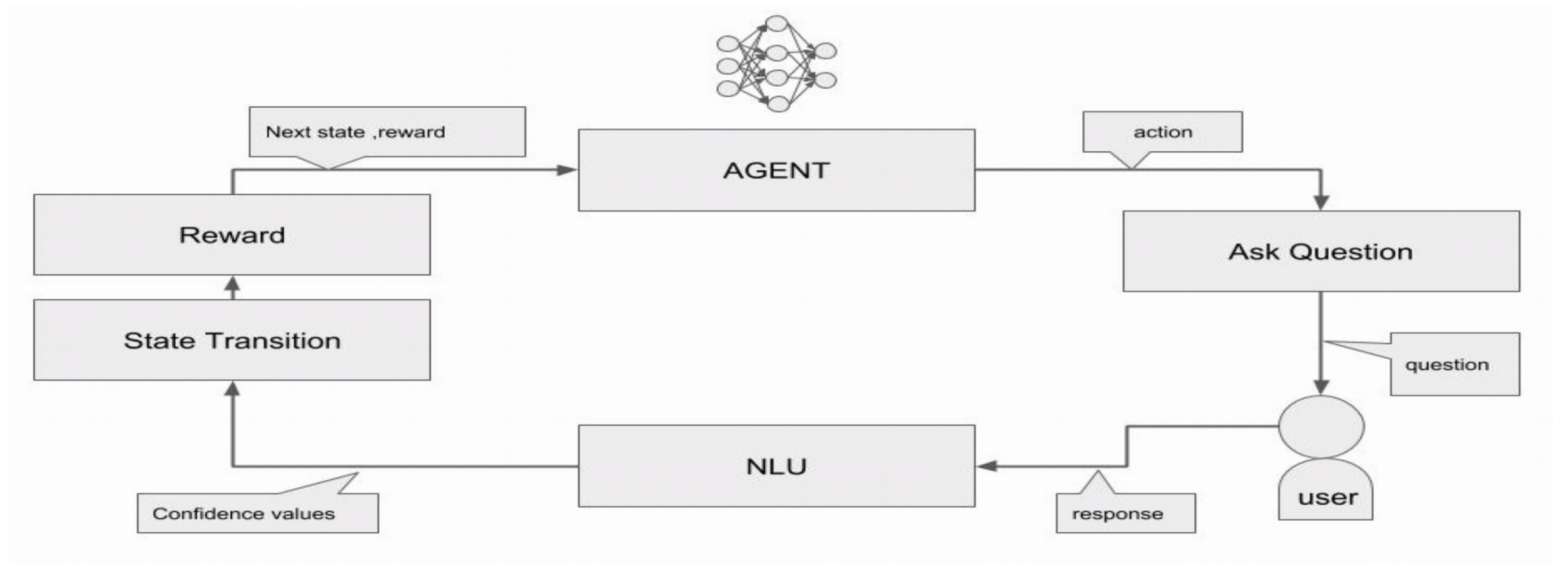 Next state ,reward
AGENT
action
Reward
Ask Question
State Transition
question
NLU
user
Confidence values
response